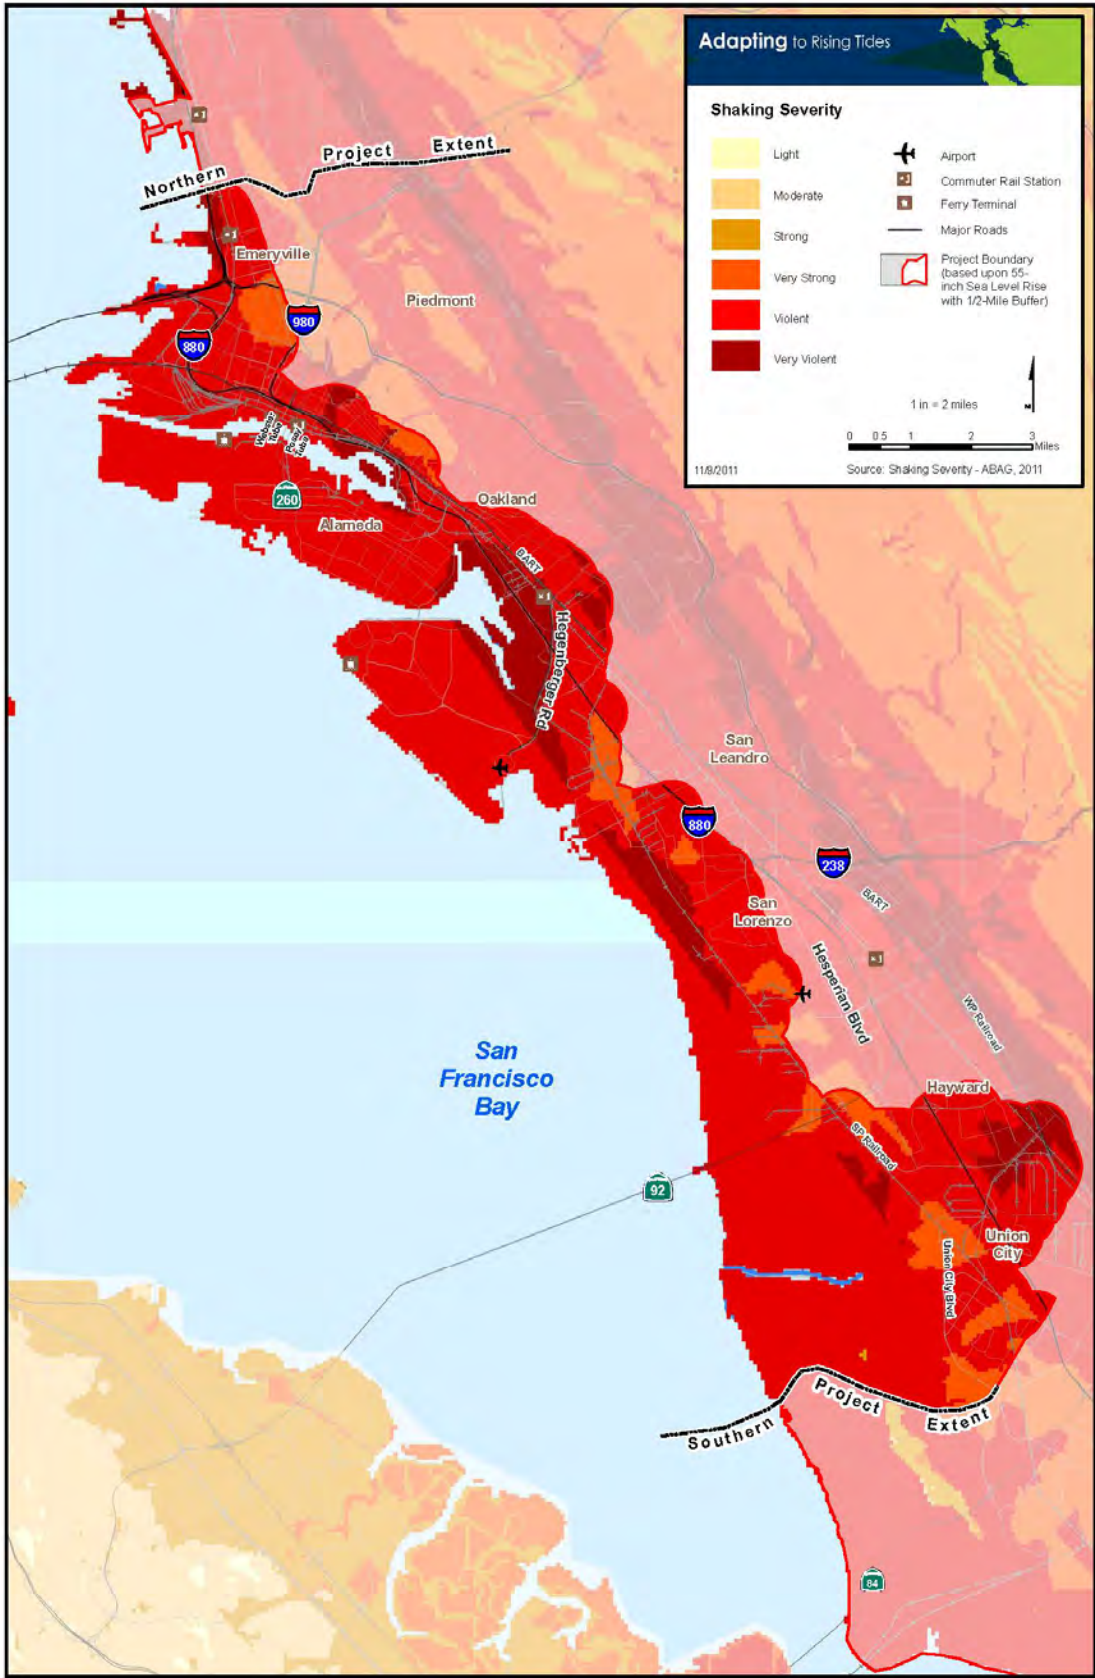 Adapting to Rising Tides
Shaking Severity
Light
Moderate
Strong
Very Strong
Violent
Very Violent
Airport
Commuter Rail Station
Ferry Terminal
Major Roads
Project Boundary
(based upon 55-
inch Sea Level Rise
with 1/2-Mile Buffer)
1 in = 2 miles
0 0.5 1 2 3
Miles
11/8/2011
Source: Shaking Severity - ABAG, 2011
Northern Project Extent
Emeryville
Piedmont
980
880
Webster
Tube
Posey
Tube
260
Alameda
Oakland
BART
Hegenberger Rd
San
Leandro
880
238
BART
San
Lorenzo
Hesperian Blvd
WP Railroad
San
Francisco
Bay
Hayward
SP Railroad
92
Union
City
Union City Blvd
Southern Project Extent
84